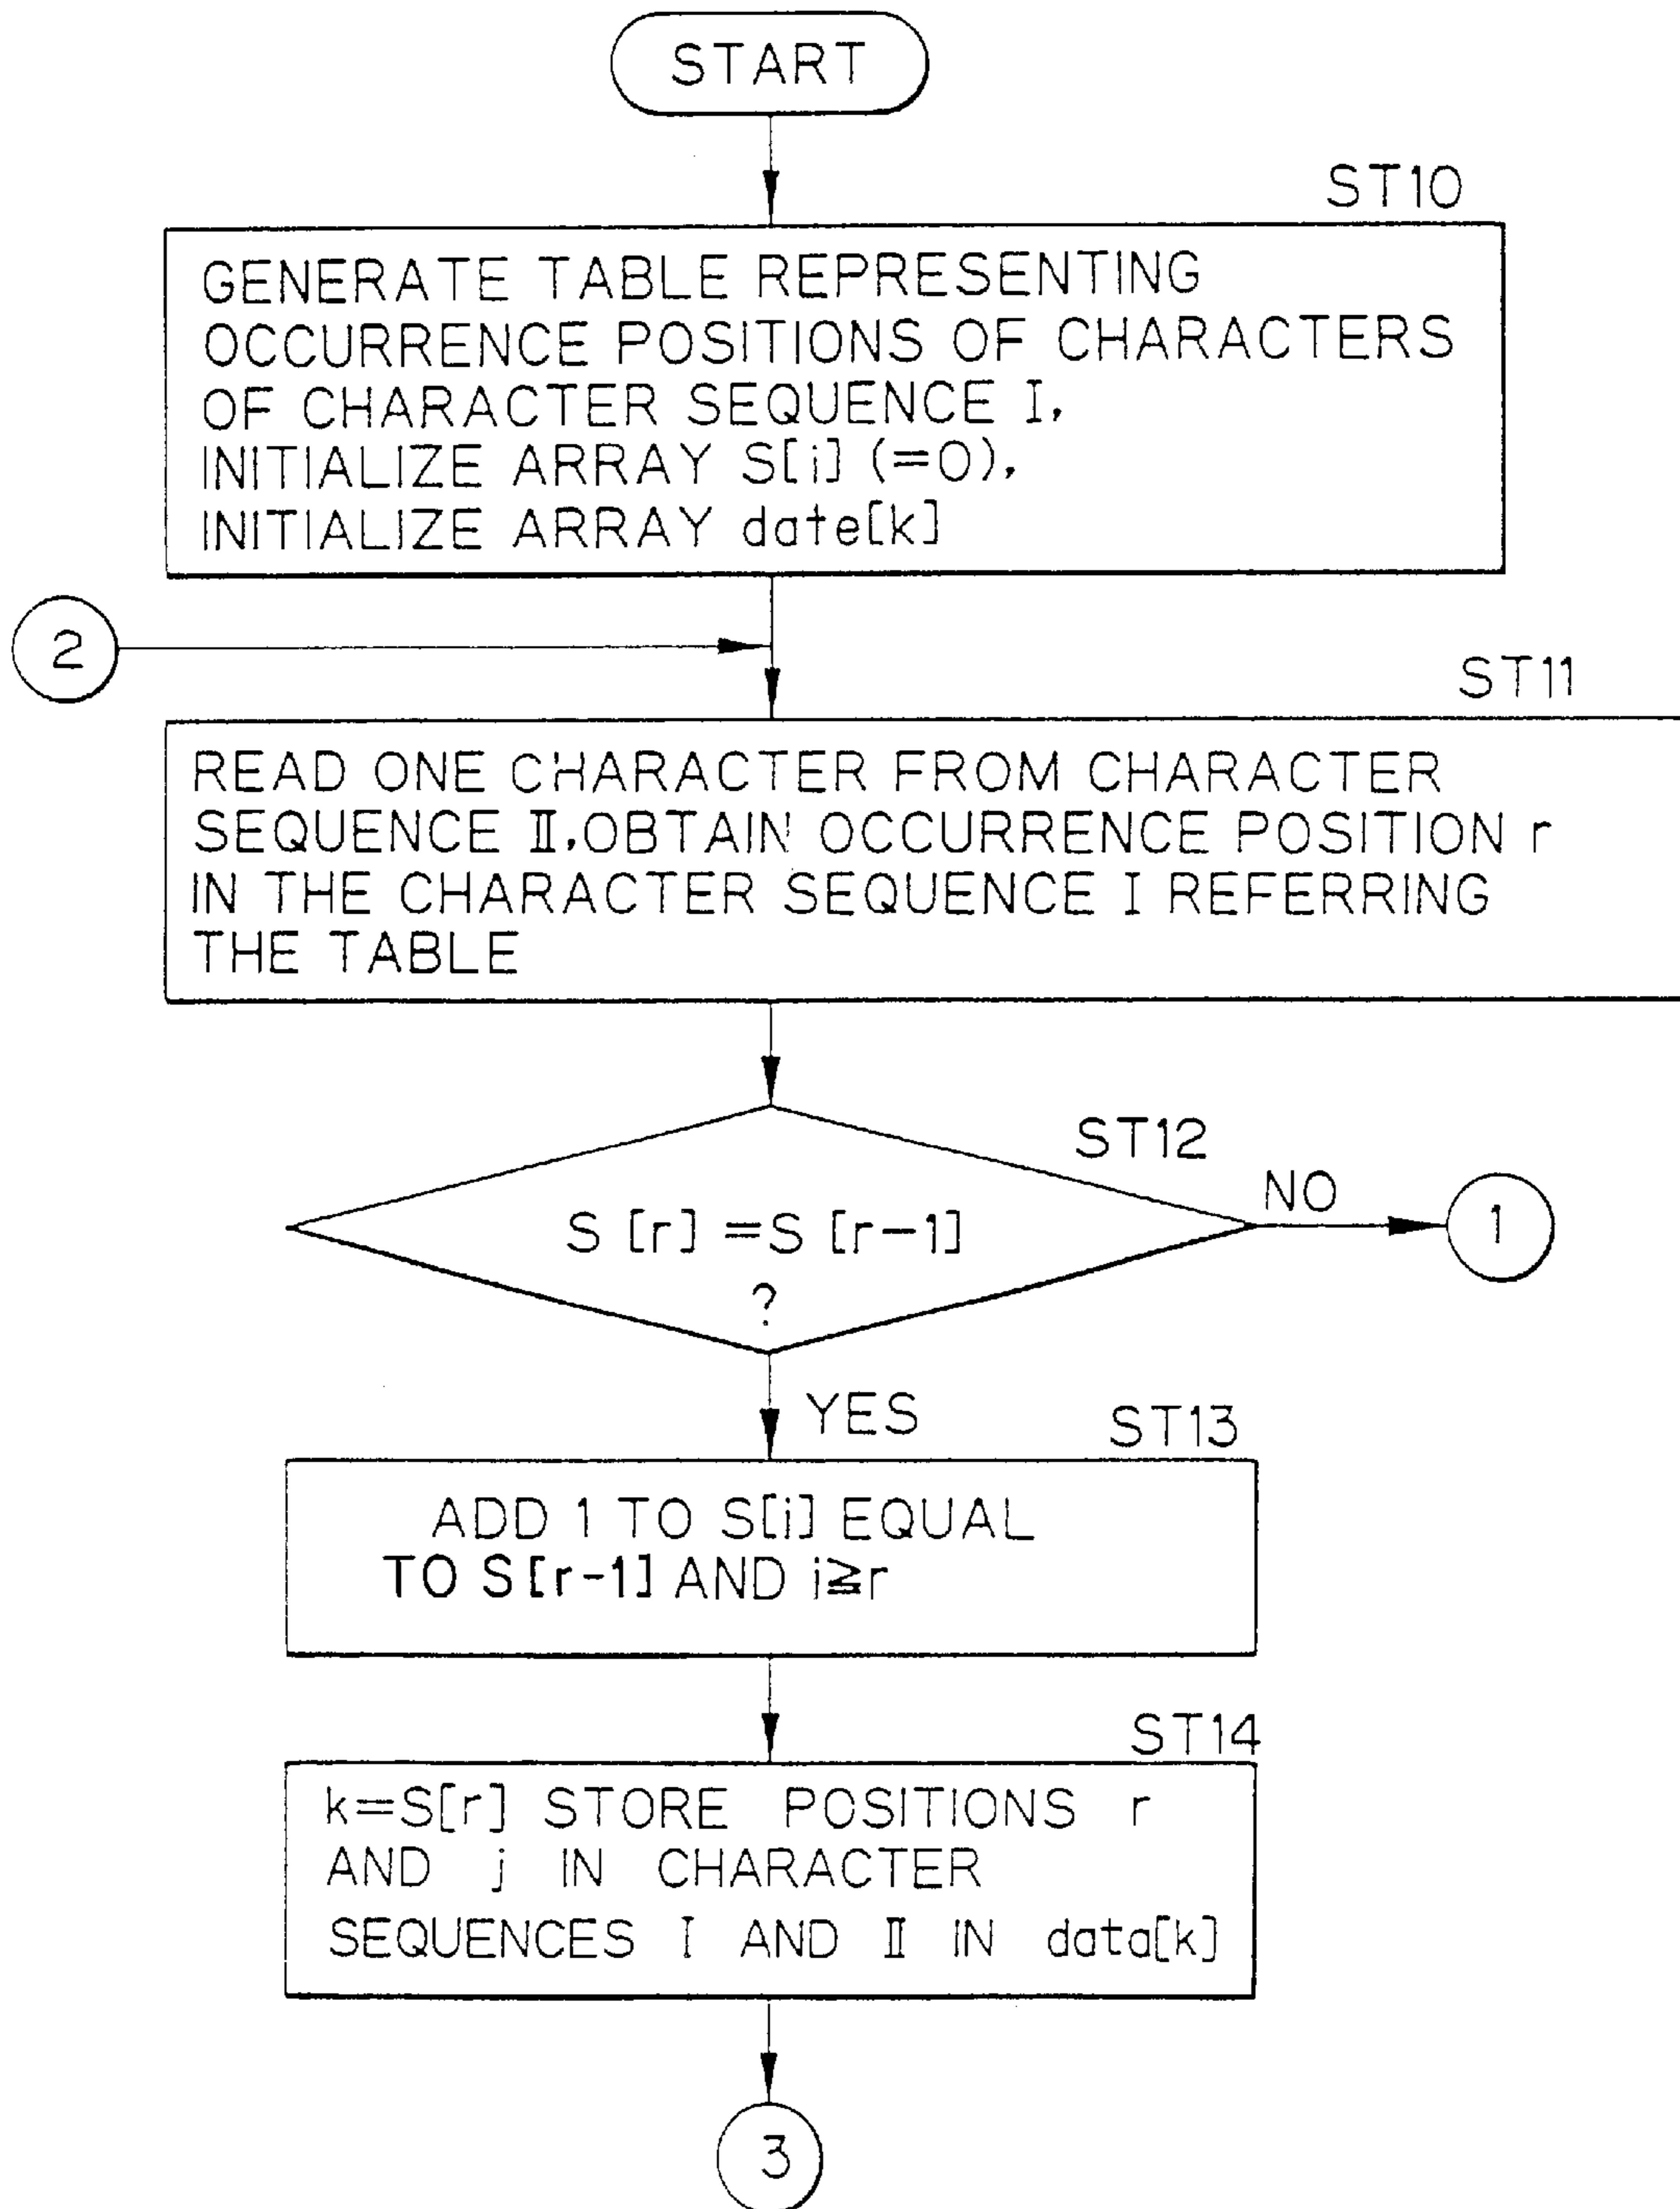 START
ST10
GENERATE TABLE REPRESENTING
OCCURRENCE POSITIONS OF CHARACTERS
OF CHARACTER SEQUENCE I,
INITIALIZE ARRAY S[i] (=0),
INITIALIZE ARRAY date[k]
2
ST11
READ ONE CHARACTER FROM CHARACTER
SEQUENCE II,OBTAIN OCCURRENCE POSITION r
IN THE CHARACTER SEQUENCE I REFERRING
THE TABLE
ST12
NO
S [r] =S [r-1]
1
?
YES
ST13
ADD 1 TO S[i] EQUAL
TO S[r-1] AND i≧r
ST14
k=S[r] STORE POSITIONS r
AND j IN CHARACTER
SEQUENCES I AND II IN data[k]
3